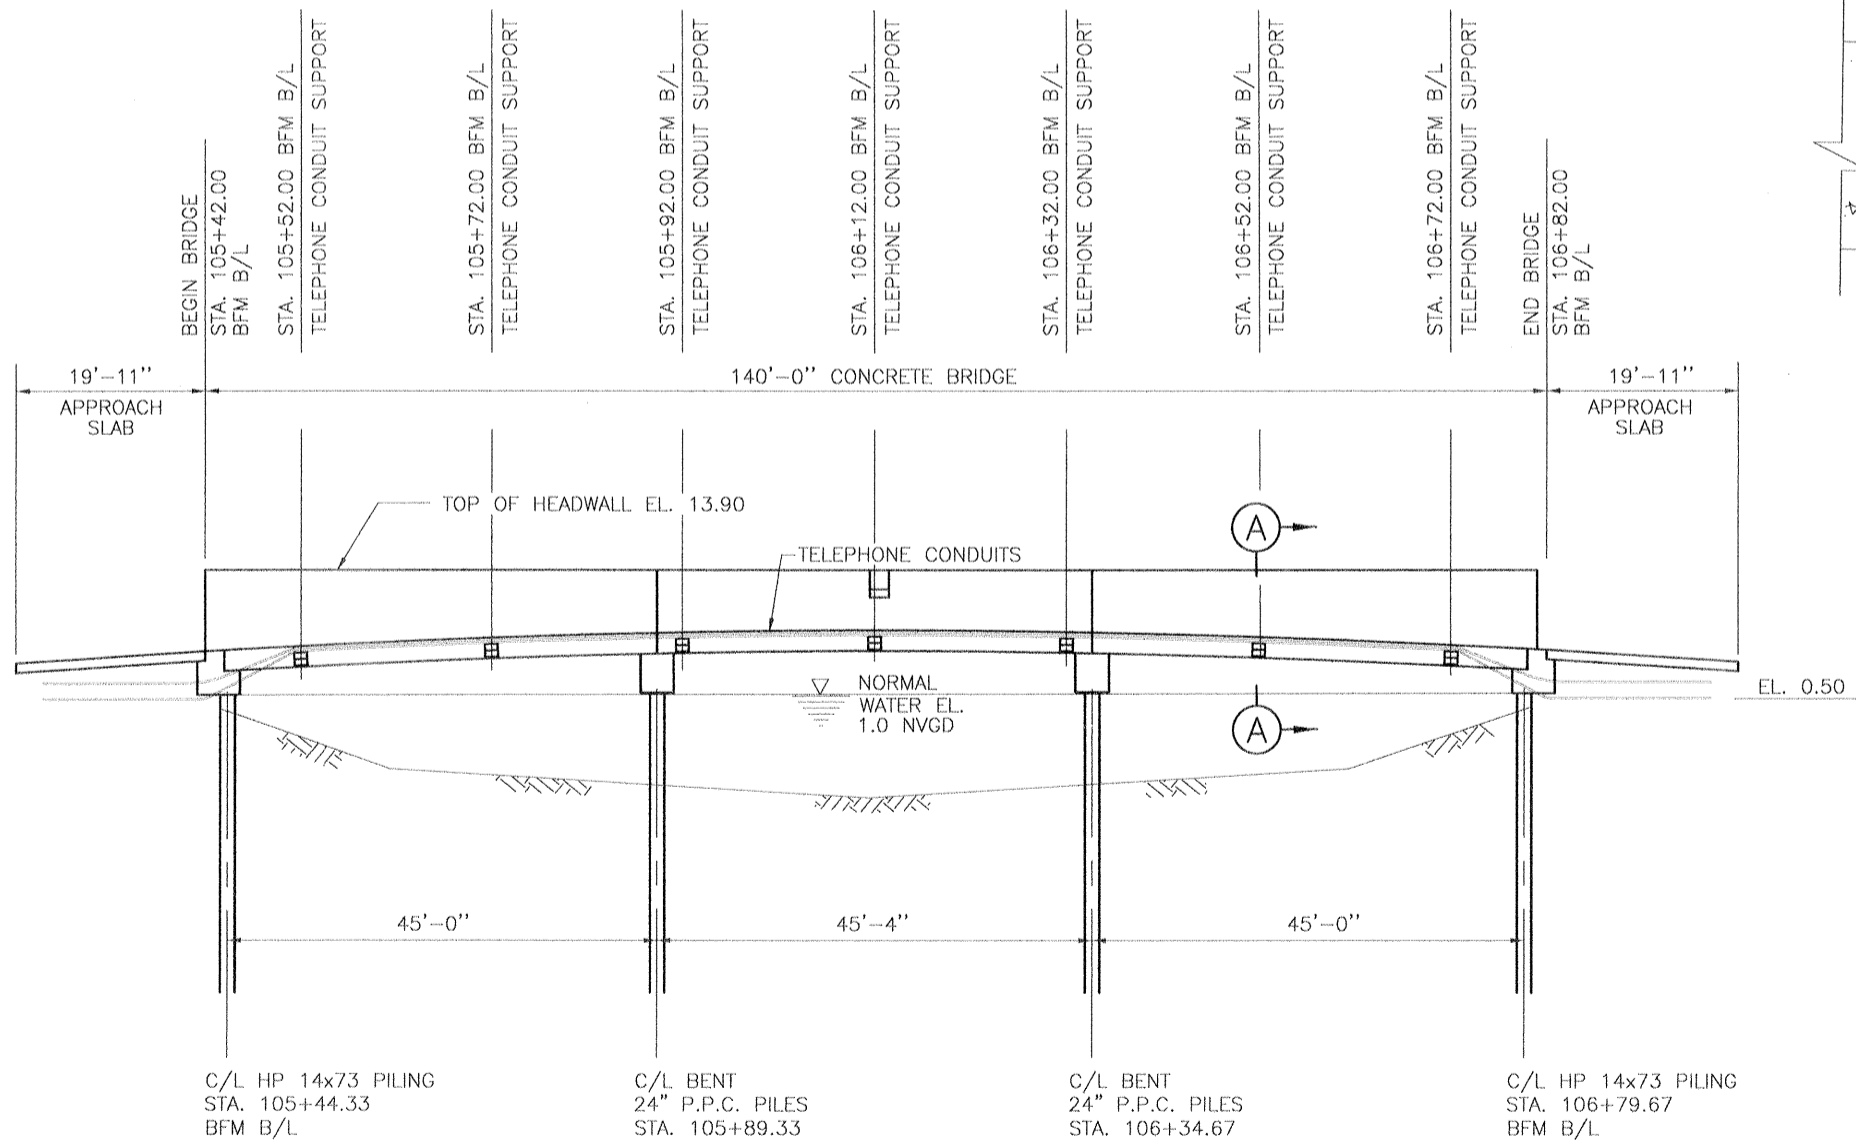 BEGIN BRIDGE
STA. 105+42.00
BFM B/L
STA. 105+52.00 BFM B/L
TELEPHONE CONDUIT SUPPORT
STA. 105+72.00 BFM B/L
TELEPHONE CONDUIT SUPPORT
STA. 105+92.00 BFM B/L
TELEPHONE CONDUIT SUPPORT
STA. 106+12.00 BFM B/L
TELEPHONE CONDUIT SUPPORT
STA. 106+32.00 BFM B/L
TELEPHONE CONDUIT SUPPORT
STA. 106+52.00 BFM B/L
TELEPHONE CONDUIT SUPPORT
STA. 106+72.00 BFM B/L
TELEPHONE CONDUIT SUPPORT
END BRIDGE
STA. 106+82.00
BFM B/L
19'-11"
APPROACH
SLAB
140'-0" CONCRETE BRIDGE
19'-11"
APPROACH
SLAB
TOP OF HEADWALL EL. 13.90
TELEPHONE CONDUITS
A
NORMAL
WATER EL.
1.0 NVGD
A
EL. 0.50
45'-0"
45'-4"
45'-0"
C/L HP 14x73 PILING
STA. 105+44.33
BFM B/L
C/L BENT
24" P.P.C. PILES
STA. 105+89.33
C/L BENT
24" P.P.C. PILES
STA. 106+34.67
C/L HP 14x73 PILING
STA. 106+79.67
BFM B/L